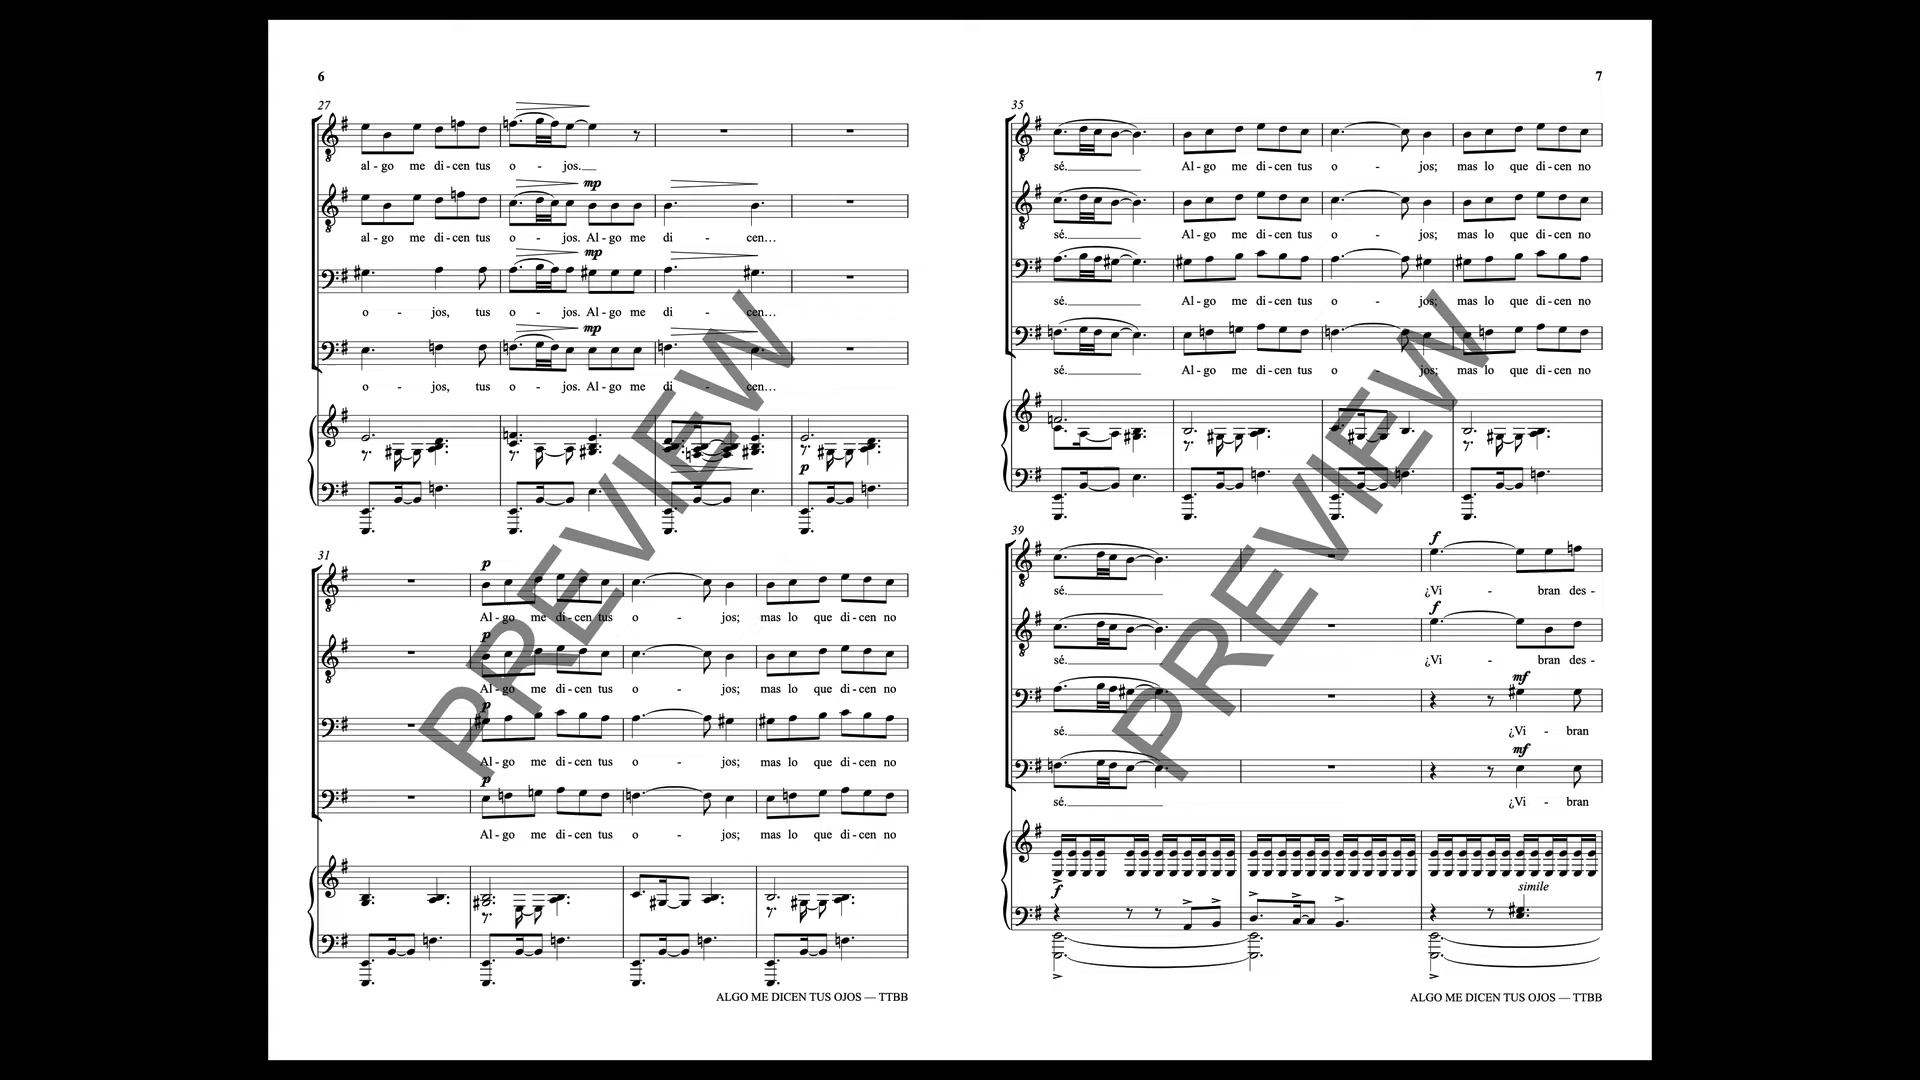 6
27
al - go me di - cen tus o - jos.
mp
al - go me di - cen tus o - jos. Al - go me di - cen...
mp
o - jos, tus o - jos. Al - go me di - cen...
mp
o - jos, tus o - jos. Al - go me di - cen...
p
31
p
Al - go me di - cen tus o - jos; mas lo que di - cen no
p
Al - go me di - cen tus o - jos; mas lo que di - cen no
p
Al - go me di - cen tus o - jos; mas lo que di - cen no
p
Al - go me di - cen tus o - jos; mas lo que di - cen no
ALGO ME DICEN TUS OJOS — TTBB
PREVIEW
7
35
sé. Al - go me di - cen tus o - jos; mas lo que di - cen no
sé. Al - go me di - cen tus o - jos; mas lo que di - cen no
sé. Al - go me di - cen tus o - jos; mas lo que di - cen no
sé. Al - go me di - cen tus o - jos; mas lo que di - cen no
39
f
sé. ¿Vi - bran des -
f
sé. ¿Vi - bran des -
mf
sé. ¿Vi - bran
mf
sé. ¿Vi - bran
f
simile
ALGO ME DICEN TUS OJOS — TTBB
PREVIEW